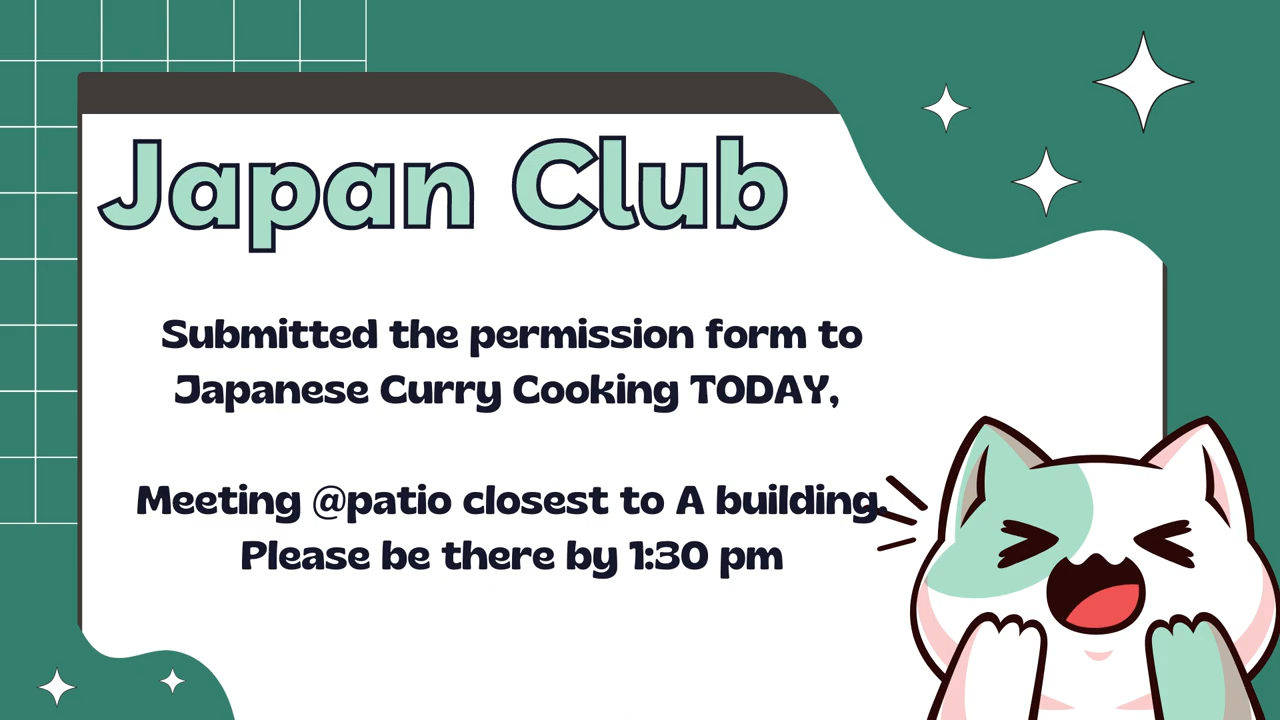 Japan Club
Submitted the permission form to
Japanese Curry Cooking TODAY,
Meeting @patio closest to A building.
Please be there by 1:30 pm